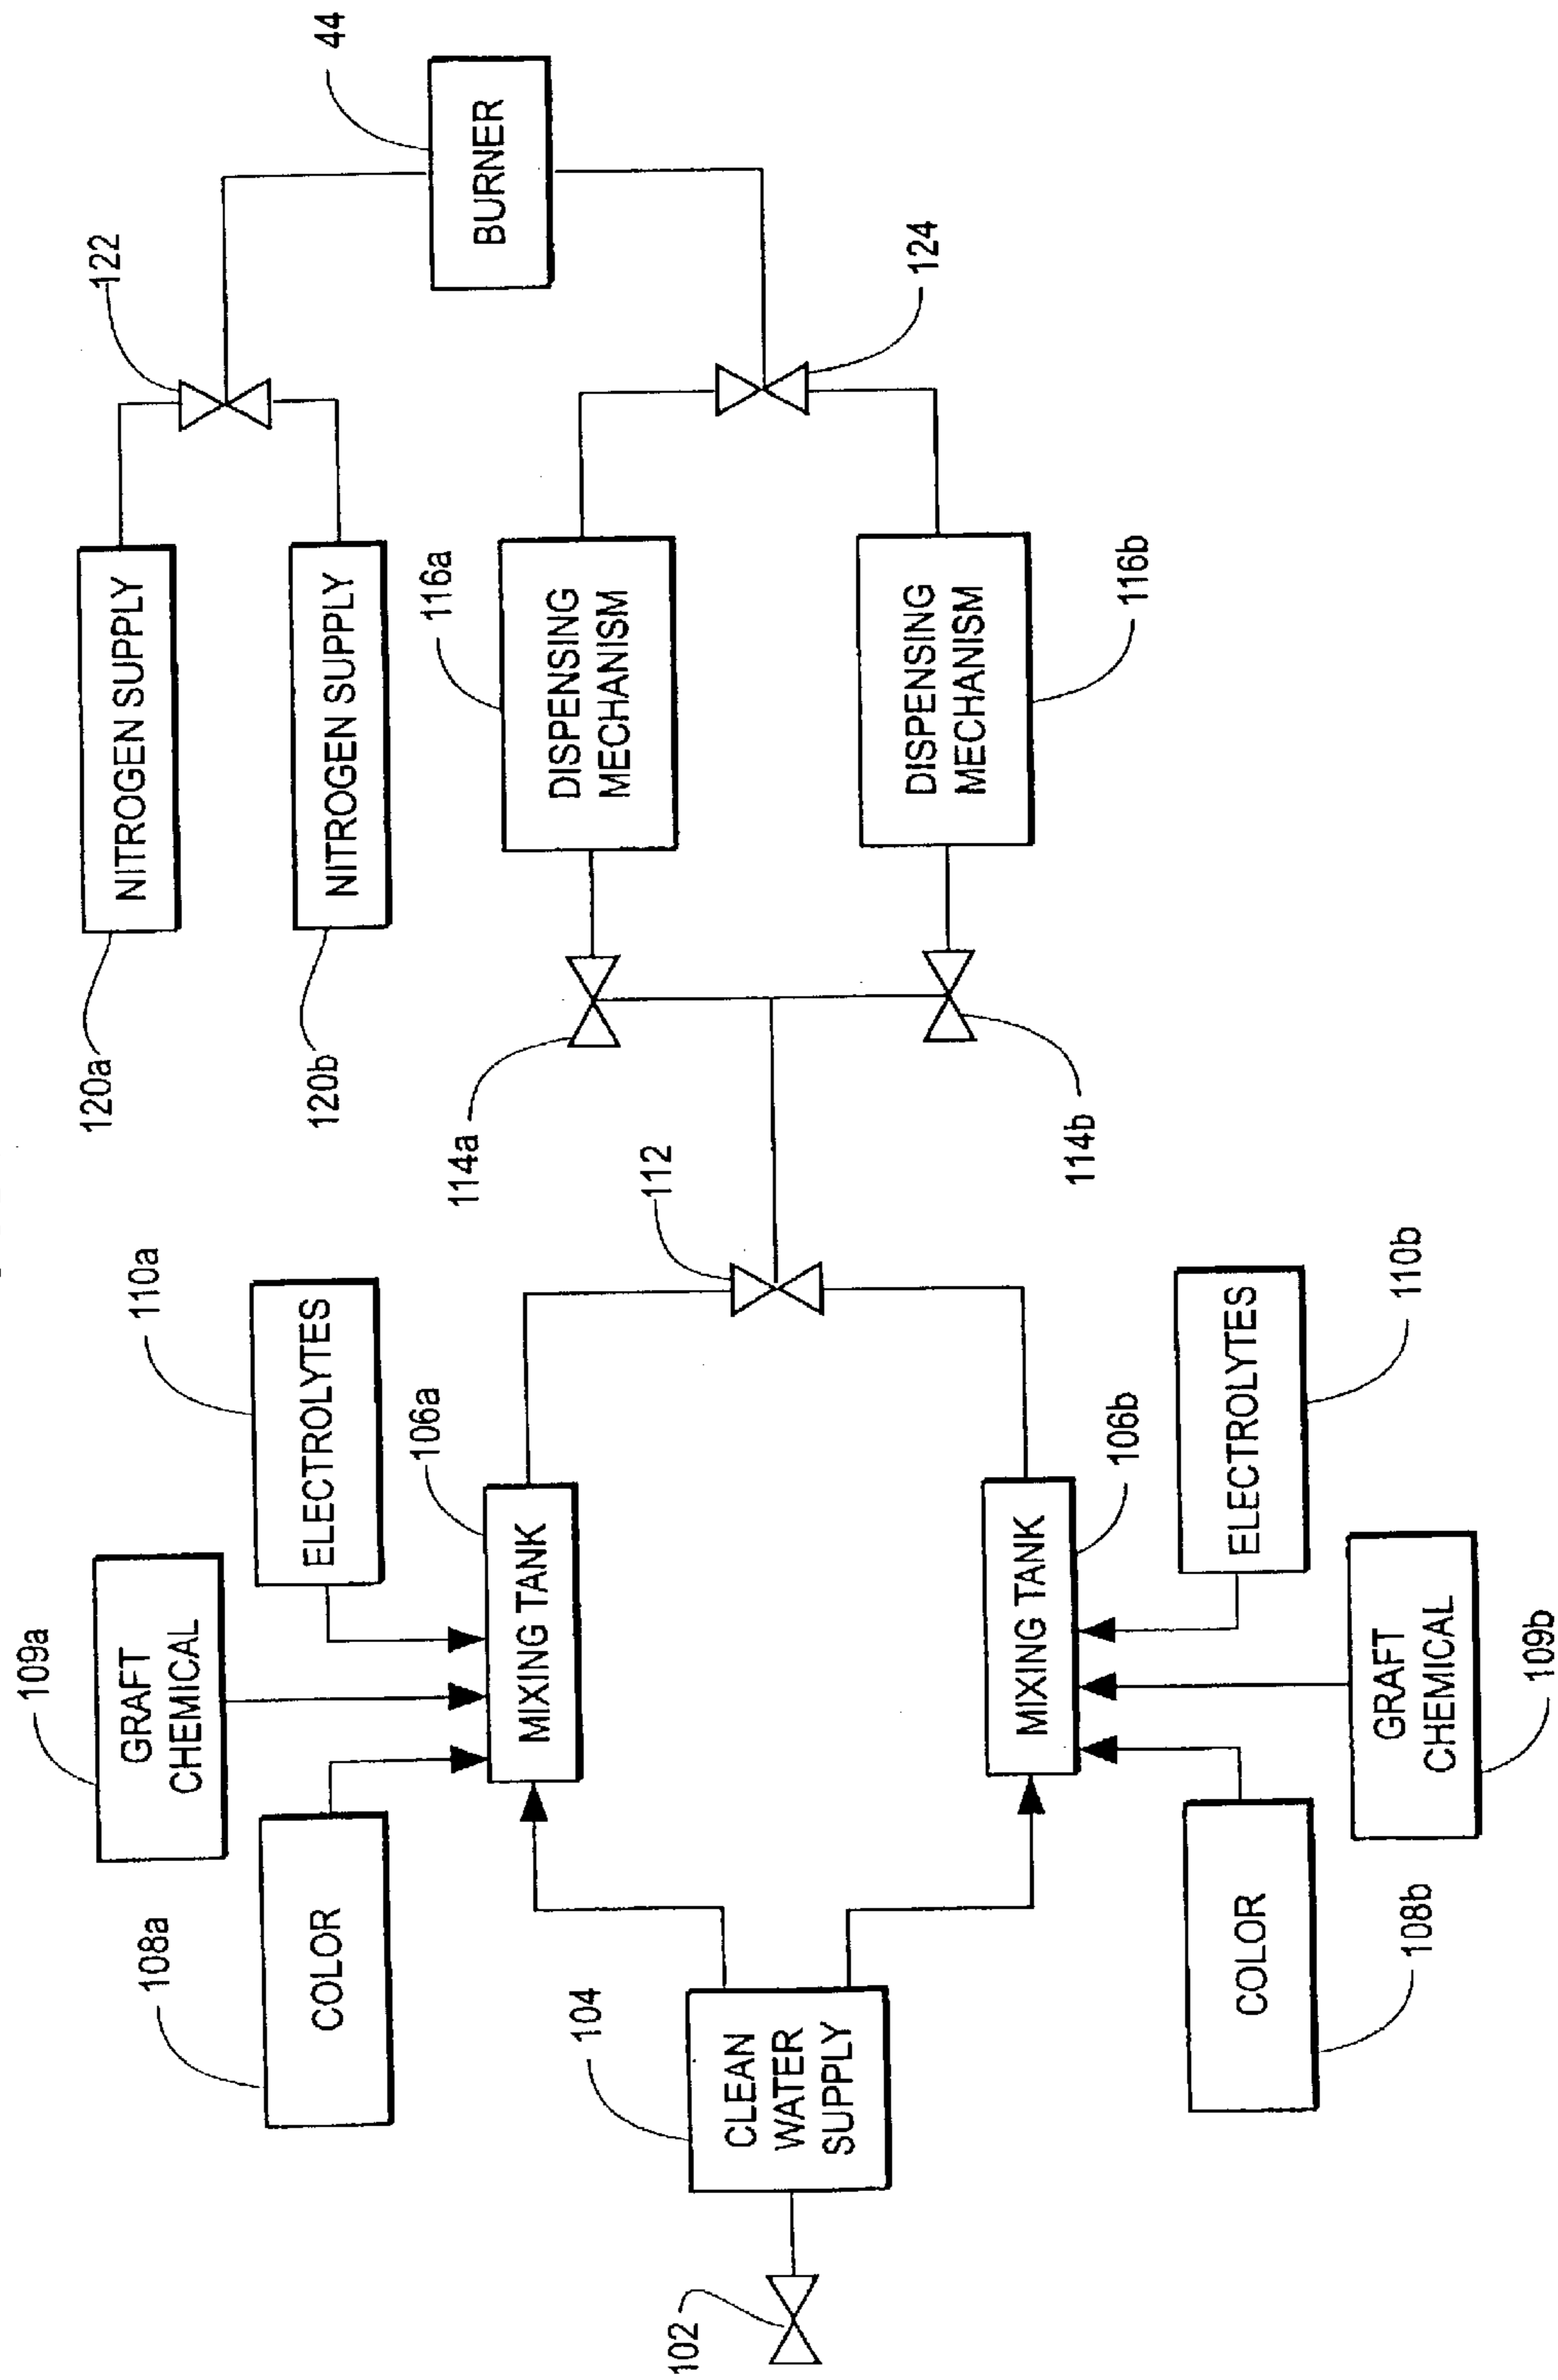 102
104
CLEAN
WATER
SUPPLY
108a
COLOR
109a
GRAFT
CHEMICAL
110a
ELECTROLYTES
106a
MIXING TANK
106b
MIXING TANK
108b
COLOR
109b
GRAFT
CHEMICAL
110b
ELECTROLYTES
112
114a
114b
120a
NITROGEN SUPPLY
120b
NITROGEN SUPPLY
116a
DISPENSING
MECHANISM
116b
DISPENSING
MECHANISM
122
124
44
BURNER